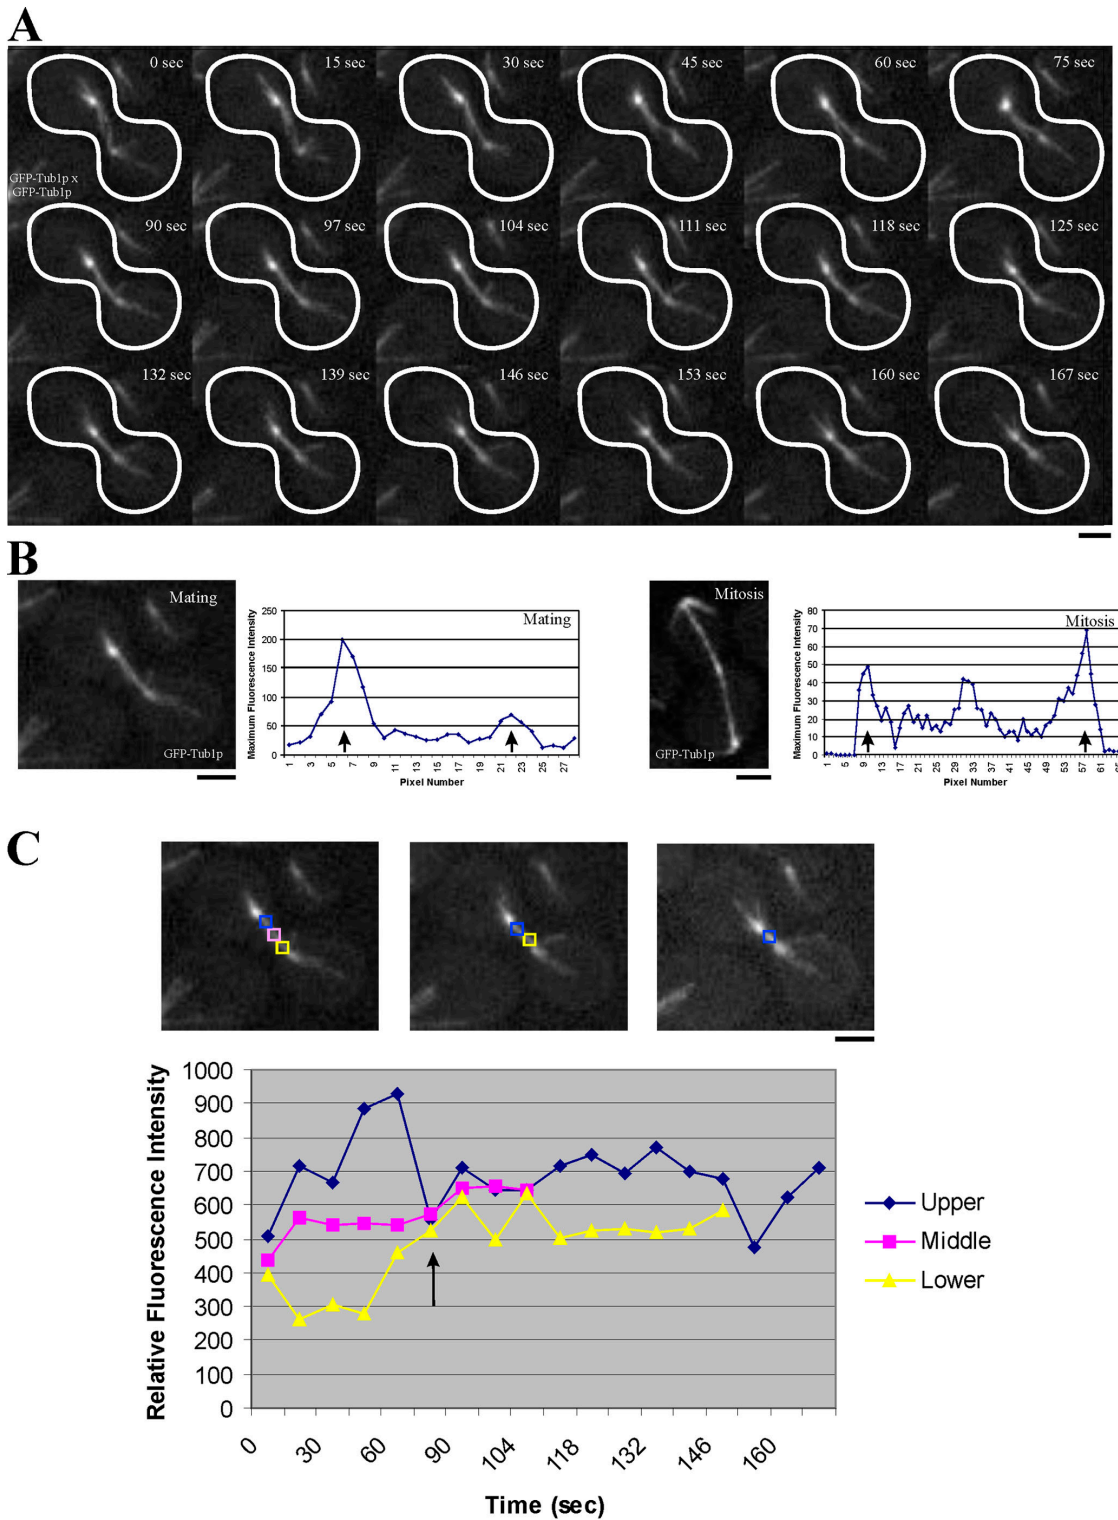 A
0 sec
15 sec
30 sec
45 sec
60 sec
75 sec
GFP-Tub1p x
GFP-Tub1p
90 sec
97 sec
104 sec
111 sec
118 sec
125 sec
132 sec
139 sec
146 sec
153 sec
160 sec
167 sec
B
Mating
GFP-Tub1p
Mating
Maximum Fluorescence Intensity
250
200
150
100
50
0
1 3 5 7 9 11 13 15 17 19 21 23 25 27
Pixel Number
Mitosis
GFP-Tub1p
Mitosis
Maximum Fluorescence Intensity
80
70
60
50
40
30
20
10
0
1 5 9 13 17 21 25 29 33 37 41 45 49 53 57 61 65
Pixel Number
C
Relative Fluorescence Intensity
1000
900
800
700
600
500
400
300
200
100
0
0 30 60 90 104 118 132 146 160
Time (sec)
Upper
Middle
Lower